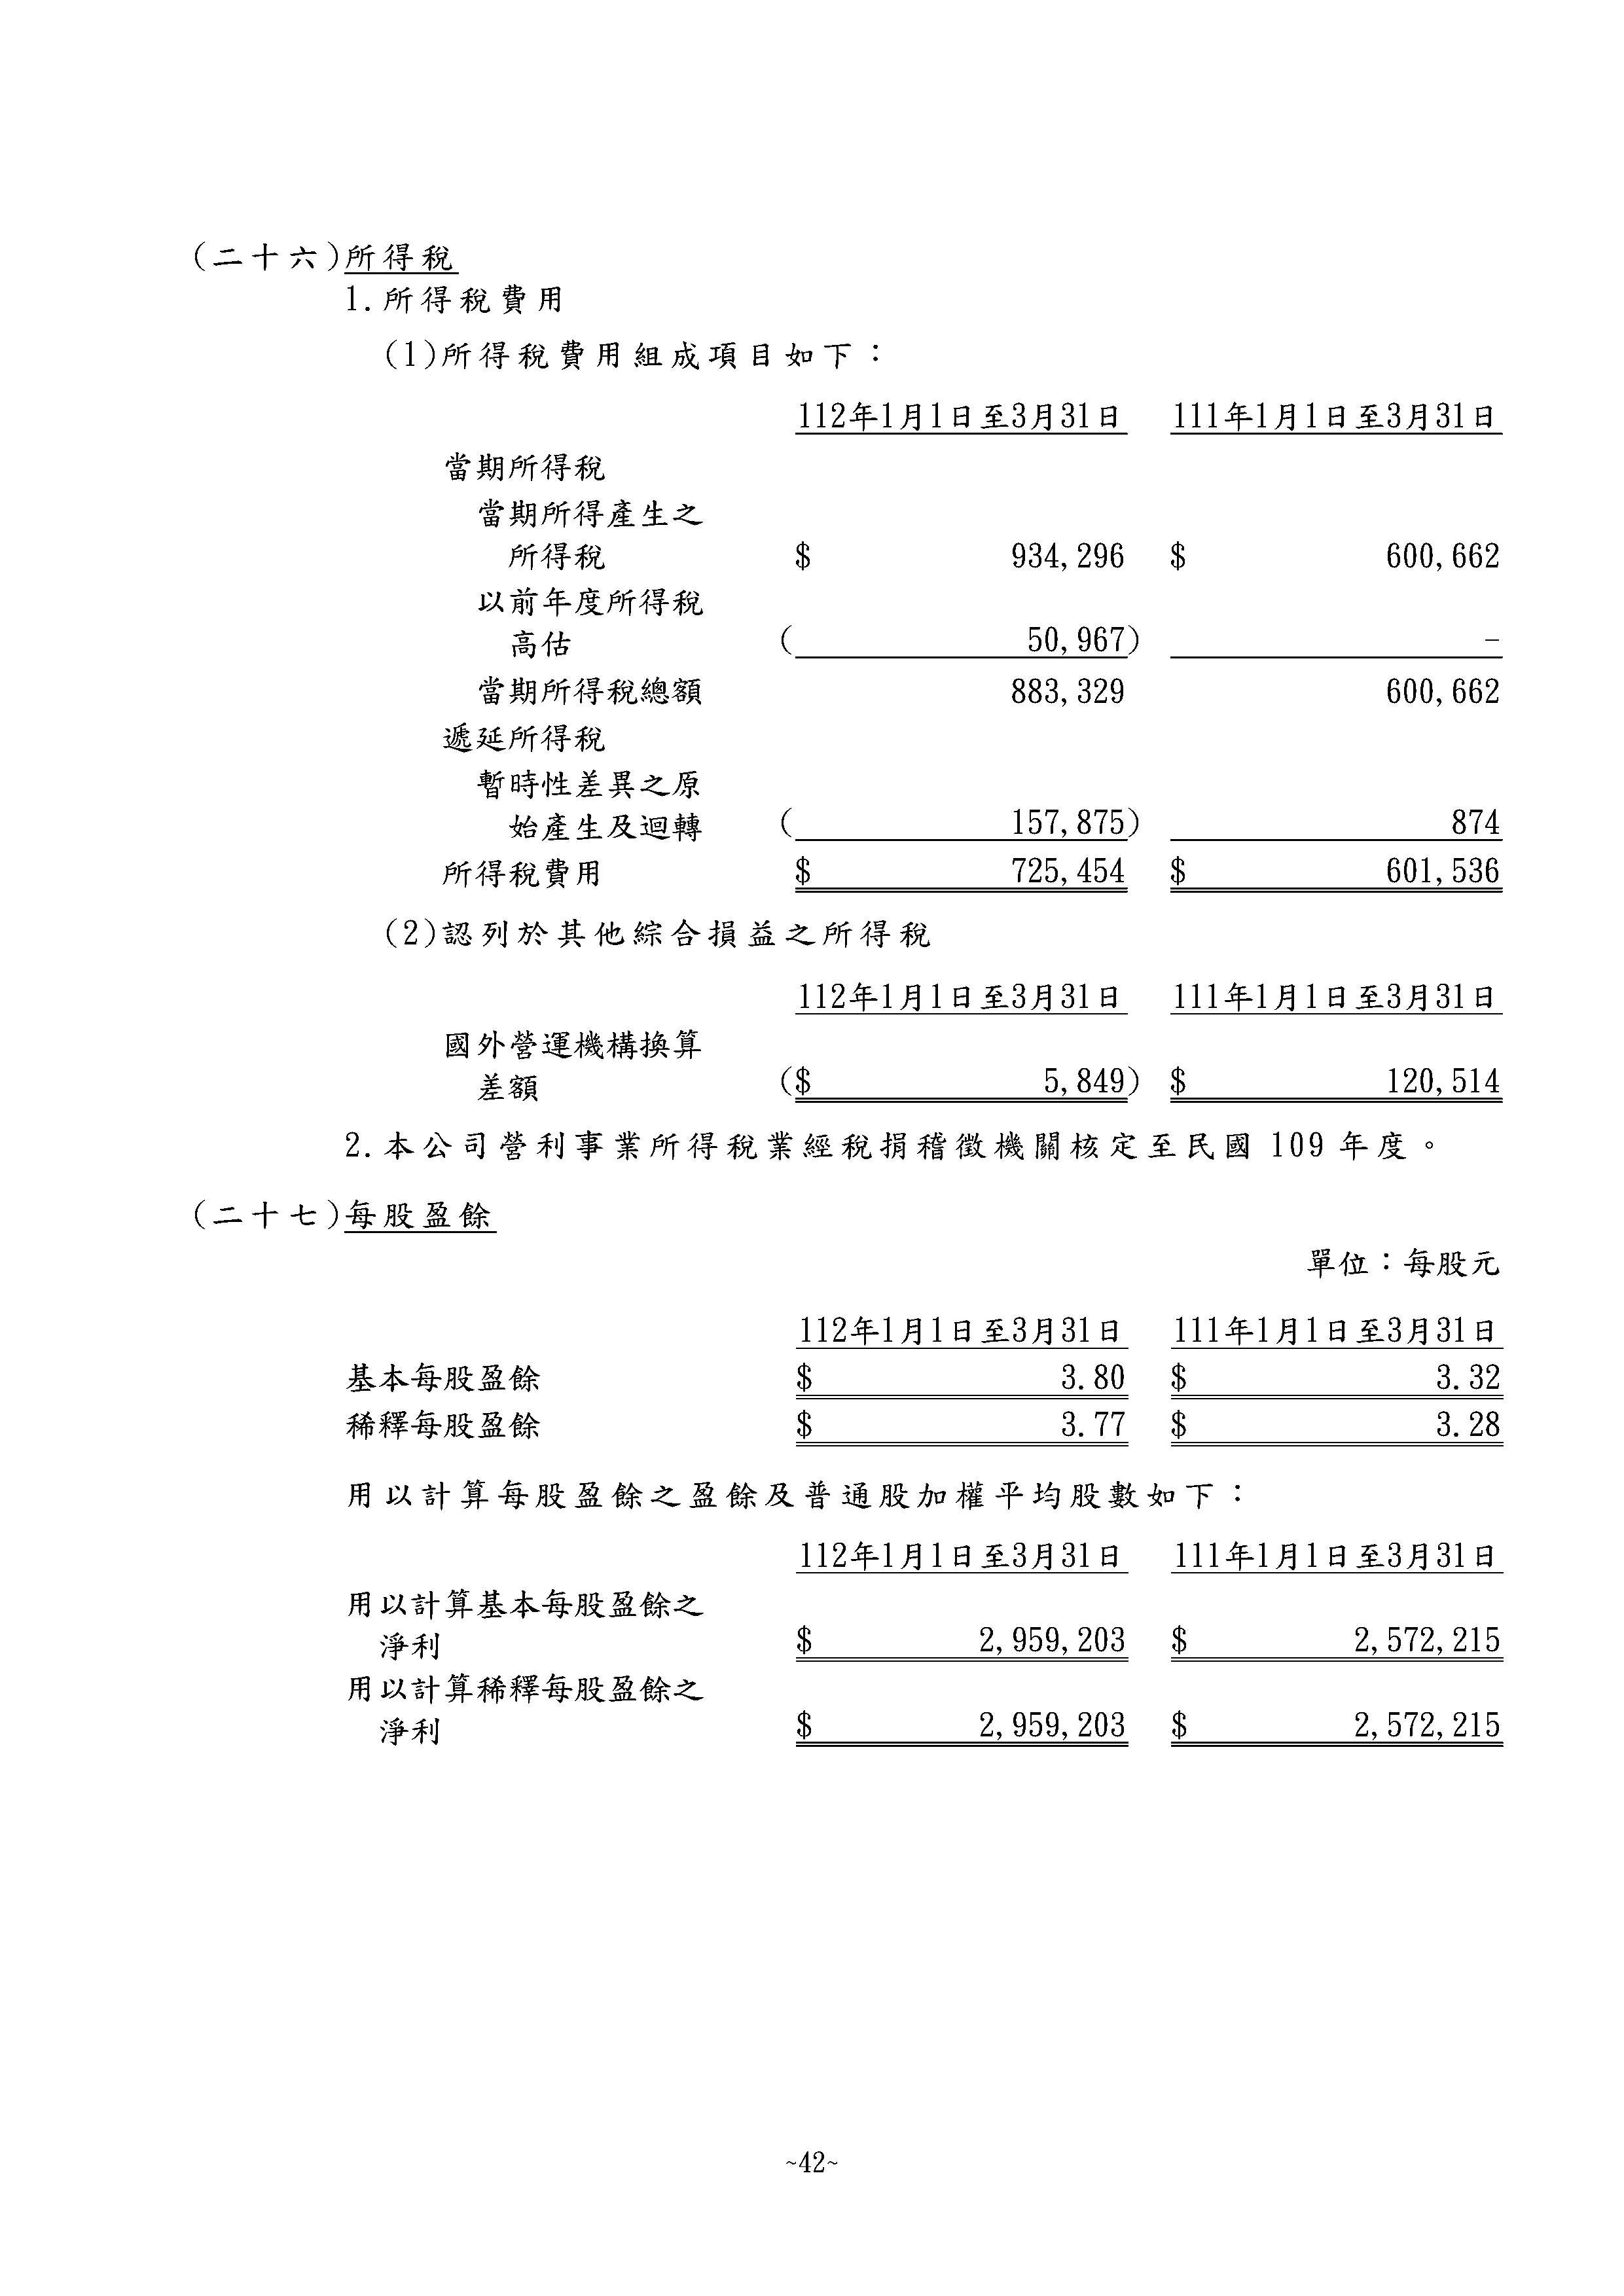 (二十六)所得稅
1.所得稅費用
(1)所得稅費用組成項目如下：
112年1月1日至3月31日 111年1月1日至3月31日
當期所得稅
當期所得產生之
所得稅 $ 934,296 $ 600,662
以前年度所得稅
高估 ( 50,967) -
當期所得稅總額 883,329 600,662
遞延所得稅
暫時性差異之原
始產生及迴轉 ( 157,875) 874
所得稅費用 $ 725,454 $ 601,536
(2)認列於其他綜合損益之所得稅
112年1月1日至3月31日 111年1月1日至3月31日
國外營運機構換算
差額 ($ 5,849) $ 120,514
2.本公司營利事業所得稅業經稅捐稽徵機關核定至民國 109 年度。
(二十七)每股盈餘
單位：每股元
112年1月1日至3月31日 111年1月1日至3月31日
基本每股盈餘 $ 3.80 $ 3.32
稀釋每股盈餘 $ 3.77 $ 3.28
用以計算每股盈餘之盈餘及普通股加權平均股數如下：
112年1月1日至3月31日 111年1月1日至3月31日
用以計算基本每股盈餘之
淨利 $ 2,959,203 $ 2,572,215
用以計算稀釋每股盈餘之
淨利 $ 2,959,203 $ 2,572,215
~42~